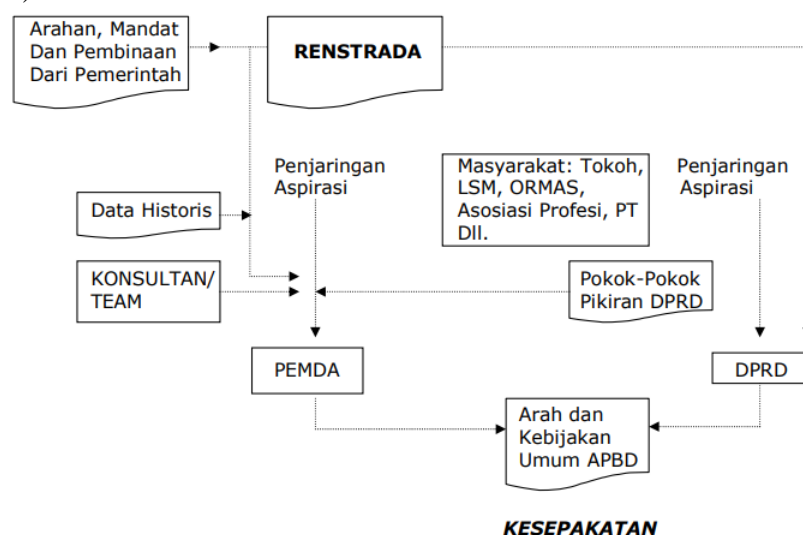 )
Arahan, Mandat
Dan Pembinaan
Dari Pemerintah
RENSTRADA
Penjaringan
Aspirasi
Masyarakat: Tokoh,
LSM, ORMAS,
Asosiasi Profesi, PT
Dll.
Penjaringan
Aspirasi
Data Historis
KONSULTAN/
TEAM
Pokok-Pokok
Pikiran DPRD
PEMDA
DPRD
Arah dan
Kebijakan
Umum APBD
KESEPAKATAN